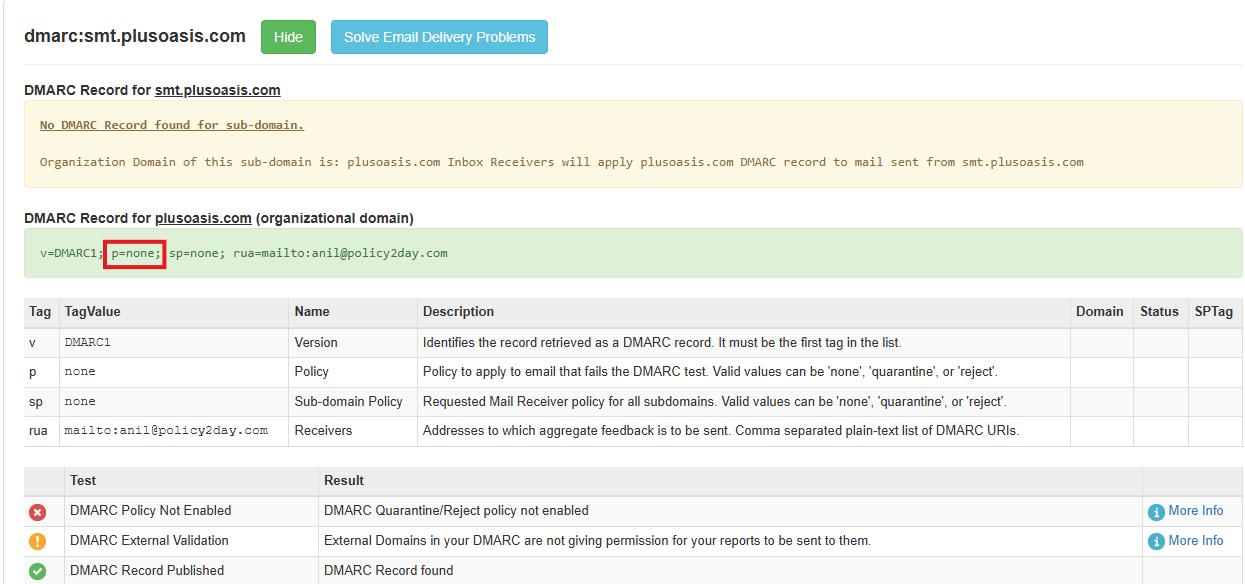 dmarc:smt.plusoasis.com Hide Solve Email Delivery Problems
DMARC Record for smt.plusoasis.com
No DMARC Record found for sub-domain.
Organization Domain of this sub-domain is: plusoasis.com Inbox Receivers will apply plusoasis.com DMARC record to mail sent from smt.plusoasis.com
DMARC Record for plusoasis.com (organizational domain)
v=DMARC1; p=none; sp=none; rua=mailto:anil@policy2day.com
Tag TagValue Name Description Domain Status SPTag
v DMARC1 Version Identifies the record retrieved as a DMARC record. It must be the first tag in the list.
p none Policy Policy to apply to email that fails the DMARC test. Valid values can be 'none', 'quarantine', or 'reject'.
sp none Sub-domain Policy Requested Mail Receiver policy for all subdomains. Valid values can be 'none', 'quarantine', or 'reject'.
rua mailto:anil@policy2day.com Receivers Addresses to which aggregate feedback is to be sent. Comma separated plain-text list of DMARC URIs.
Test Result
DMARC Policy Not Enabled DMARC Quarantine/Reject policy not enabled More Info
DMARC External Validation External Domains in your DMARC are not giving permission for your reports to be sent to them. More Info
DMARC Record Published DMARC Record found